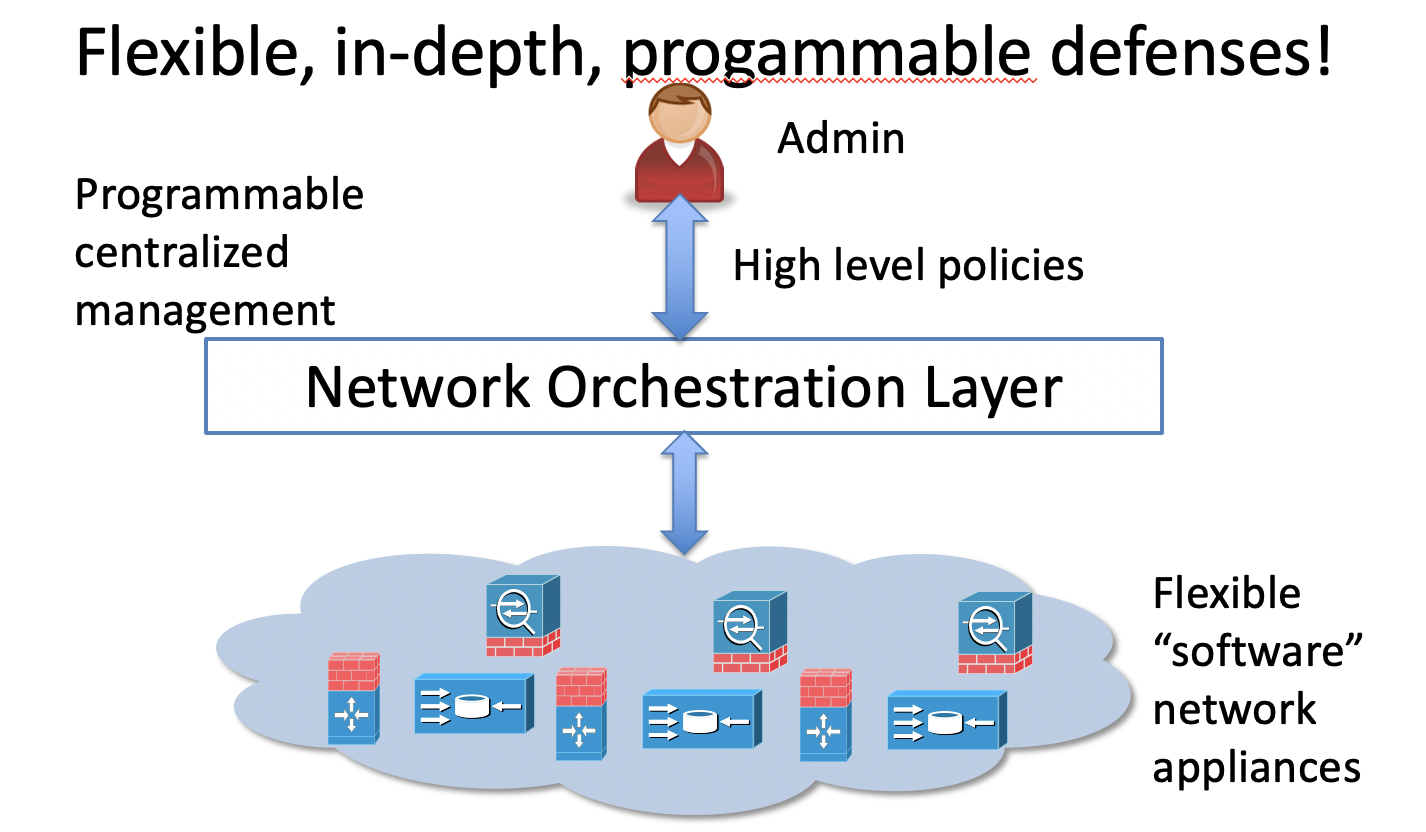 Flexible, in-depth, progammable defenses!
Admin
Programmable
centralized
management
High level policies
Network Orchestration Layer
Flexible
“software”
network
appliances